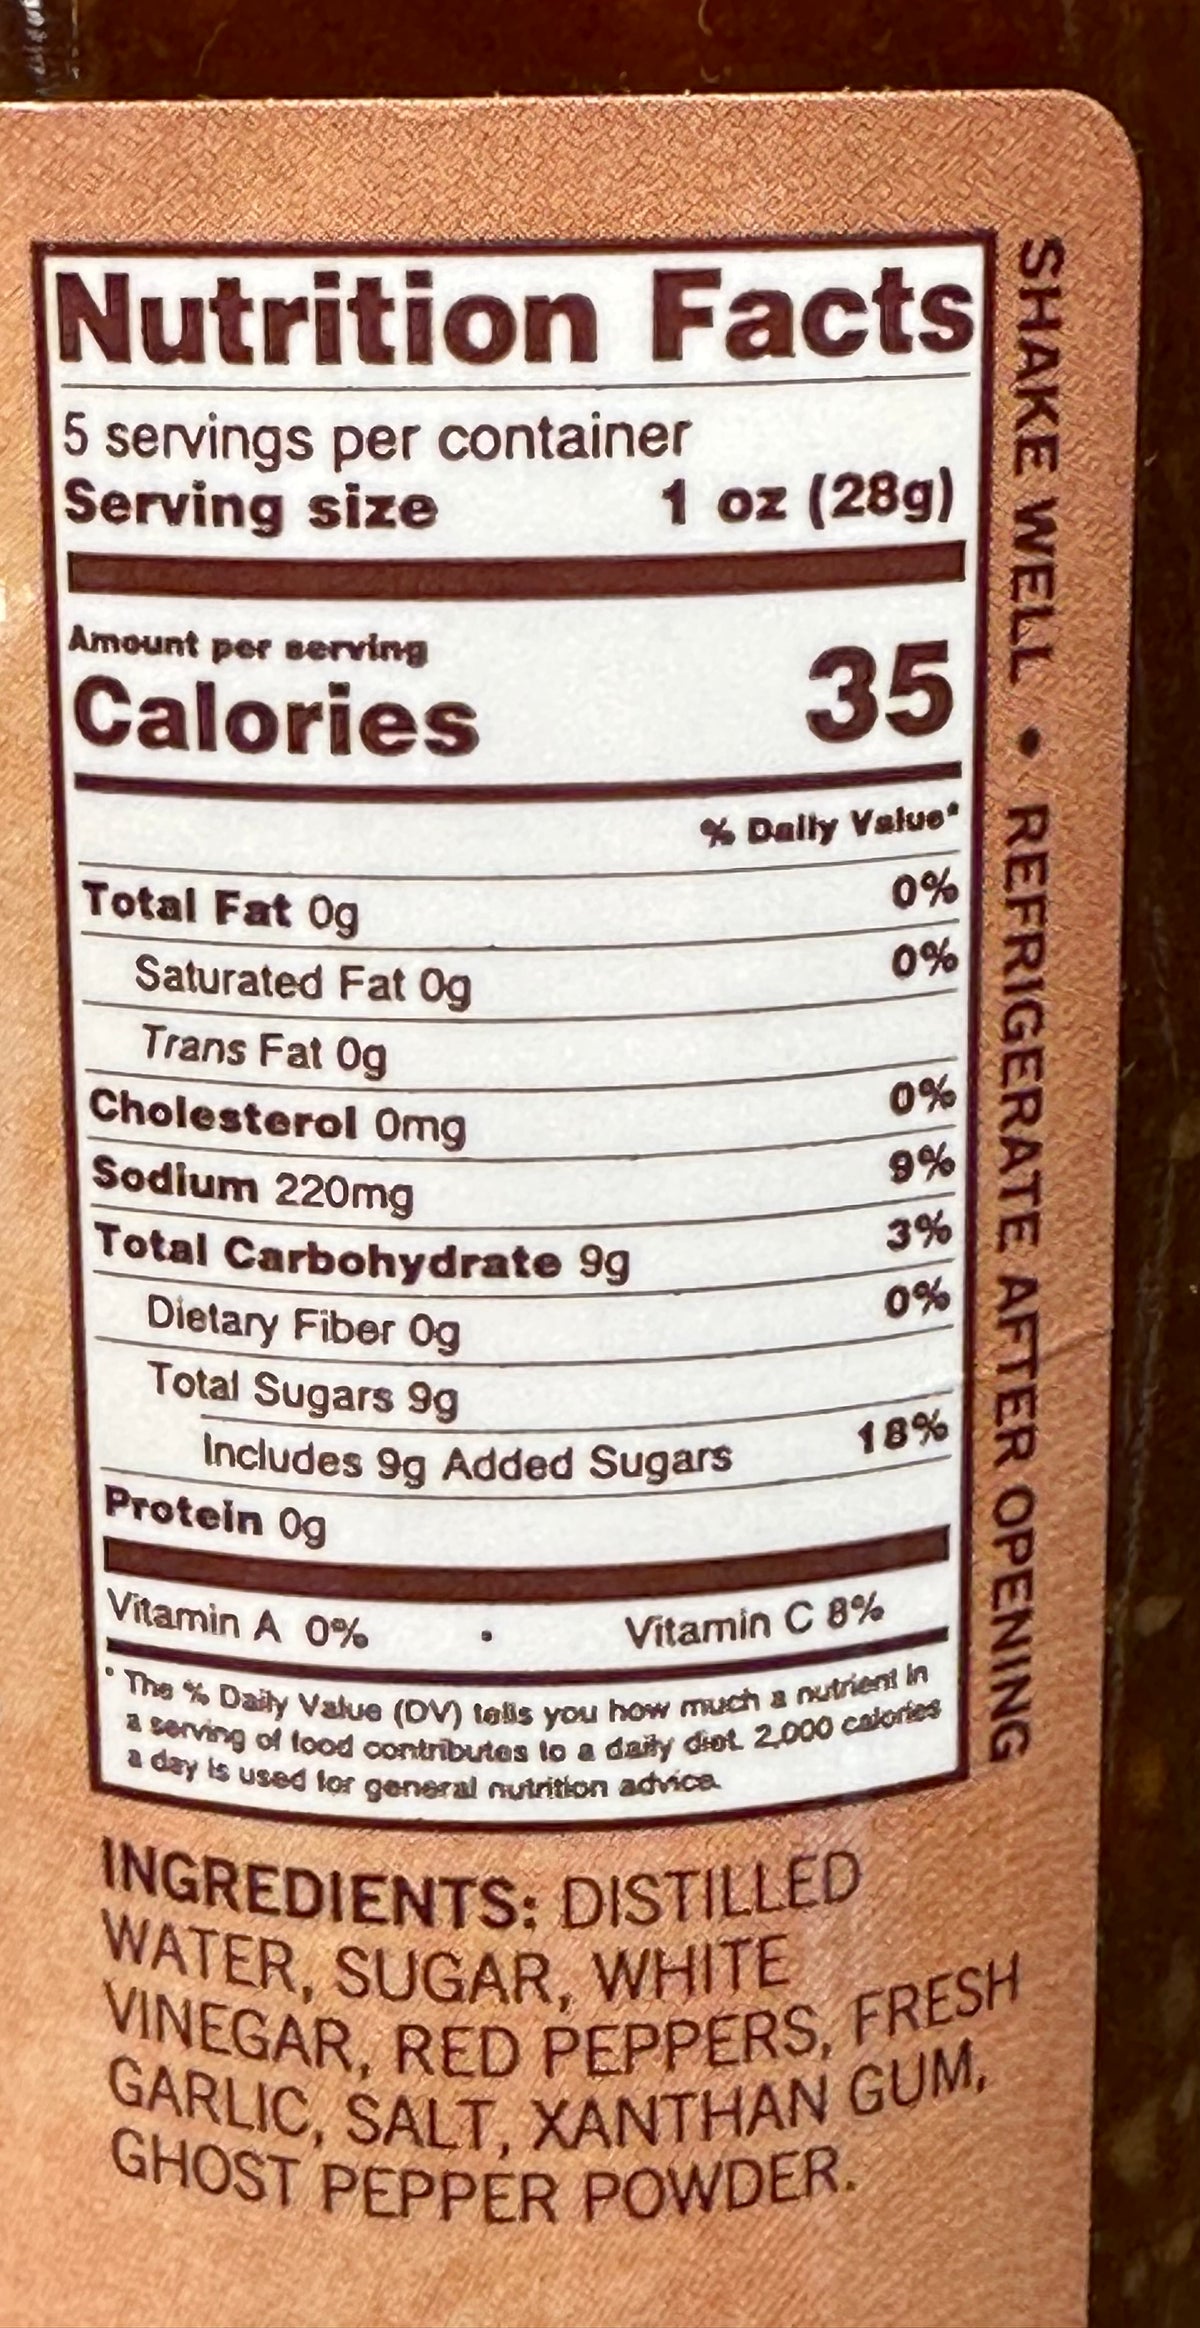 Nutrition Facts
5 servings per container
Serving size 1 oz (28g)
Amount per serving
Calories 35
% Daily Value*
Total Fat 0g 0%
Saturated Fat 0g 0%
Trans Fat 0g
Cholesterol 0mg 0%
Sodium 220mg 9%
Total Carbohydrate 9g 3%
Dietary Fiber 0g 0%
Total Sugars 9g
Includes 9g Added Sugars 18%
Protein 0g
Vitamin A 0% • Vitamin C 8%
* The % Daily Value (DV) tells you how much a nutrient in
a serving of food contributes to a daily diet. 2,000 calories
a day is used for general nutrition advice.
SHAKE WELL • REFRIGERATE AFTER OPENING
INGREDIENTS: DISTILLED
WATER, SUGAR, WHITE
VINEGAR, RED PEPPERS, FRESH
GARLIC, SALT, XANTHAN GUM,
GHOST PEPPER POWDER.